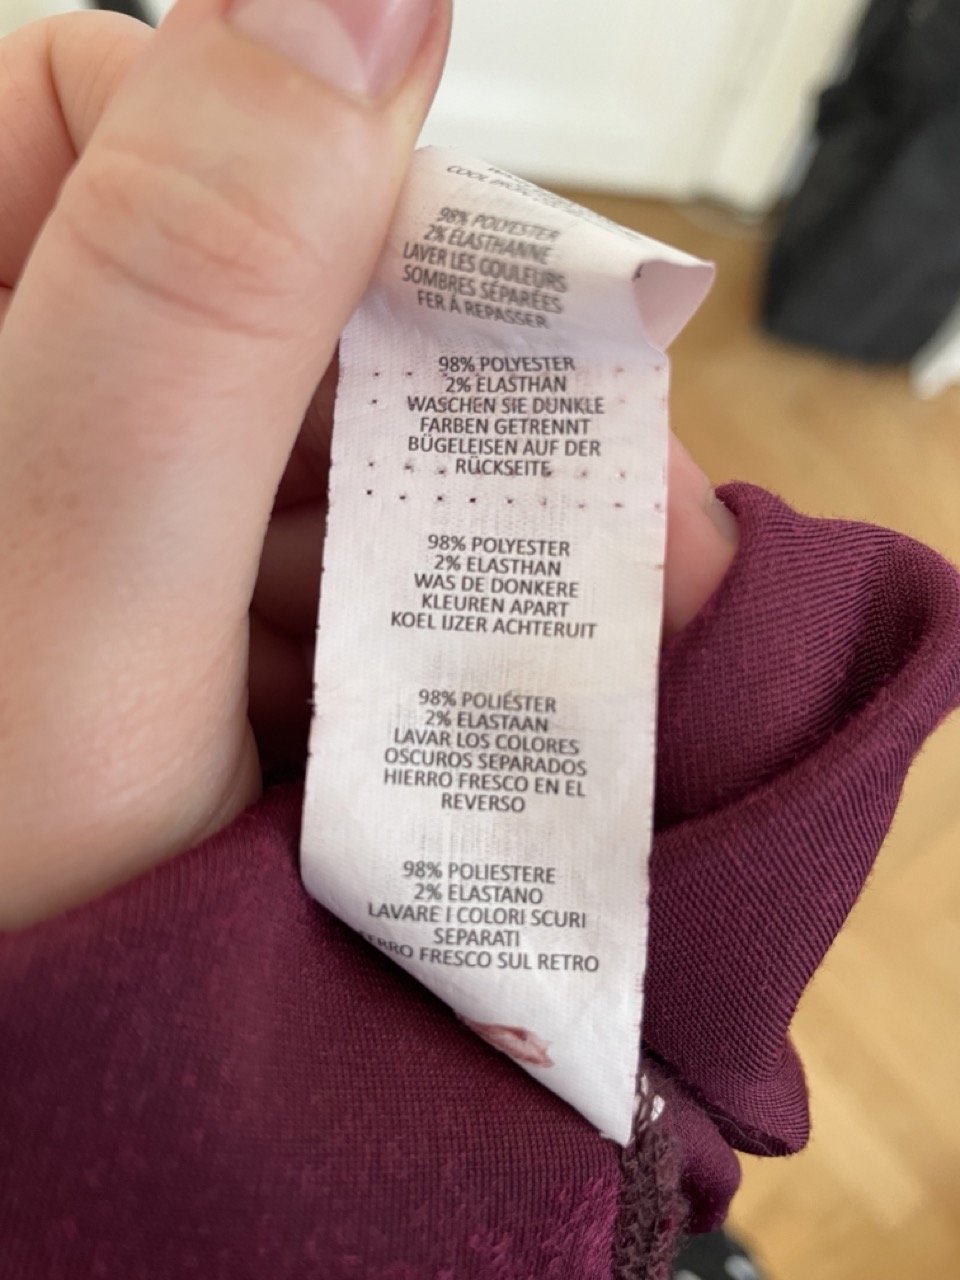 COOL
98% POLYESTER
2% ELASTHANNE
LAVER LES COULEURS
SOMBRES SÉPARÉES
FER À REPASSER
98% POLYESTER
2% ELASTHAN
WASCHEN SIE DUNKLE
FARBEN GETRENNT
BÜGELEISEN AUF DER
RÜCKSEITE
98% POLYESTER
2% ELASTHAN
WAS DE DONKERE
KLEUREN APART
KOEL IJZER ACHTERUIT
98% POLIÉSTER
2% ELASTAAN
LAVAR LOS COLORES
OSCUROS SEPARADOS
HIERRO FRESCO EN EL
REVERSO
98% POLIESTERE
2% ELASTANO
LAVARE I COLORI SCURI
SEPARATI
FERRO FRESCO SUL RETRO